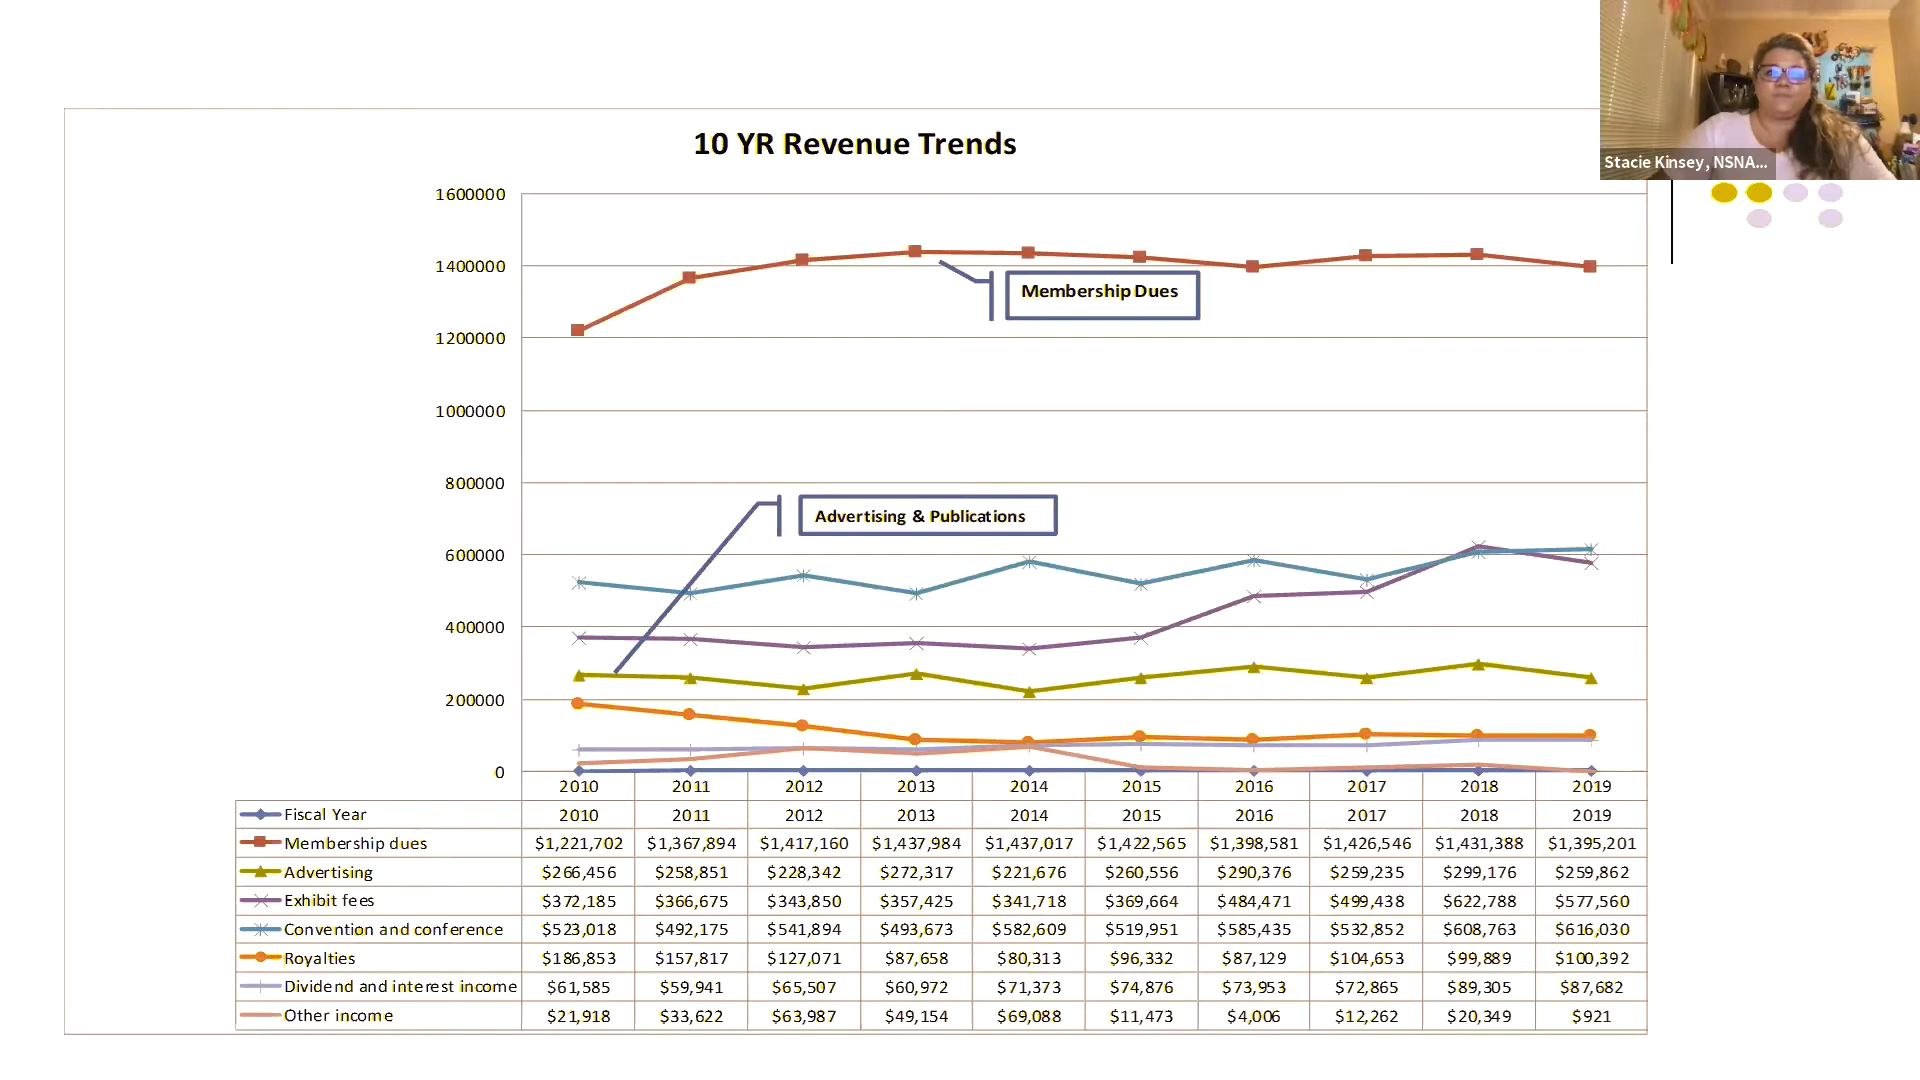 Stacie Kinsey, NSNA...
10 YR Revenue Trends
1600000
1400000
Membership Dues
1200000
1000000
800000
Advertising & Publications
600000
400000
200000
0
2010 2011 2012 2013 2014 2015 2016 2017 2018 2019
Fiscal Year 2010 2011 2012 2013 2014 2015 2016 2017 2018 2019
Membership dues $1,221,702 $1,367,894 $1,417,160 $1,437,984 $1,437,017 $1,422,565 $1,398,581 $1,426,546 $1,431,388 $1,395,201
Advertising $266,456 $258,851 $228,342 $272,317 $221,676 $260,556 $290,376 $259,235 $299,176 $259,862
Exhibit fees $372,185 $366,675 $343,850 $357,425 $341,718 $369,664 $484,471 $499,438 $622,788 $577,560
Convention and conference $523,018 $492,175 $541,894 $493,673 $582,609 $519,951 $585,435 $532,852 $608,763 $616,030
Royalties $186,853 $157,817 $127,071 $87,658 $80,313 $96,332 $87,129 $104,653 $99,889 $100,392
Dividend and interest income $61,585 $59,941 $65,507 $60,972 $71,373 $74,876 $73,953 $72,865 $89,305 $87,682
Other income $21,918 $33,622 $63,987 $49,154 $69,088 $11,473 $4,006 $12,262 $20,349 $921